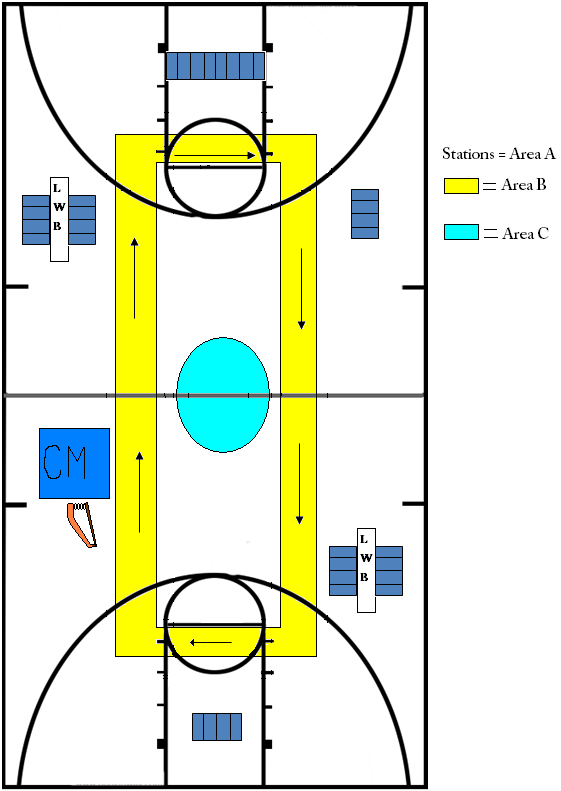 Stations = Area A
= Area B
= Area C
L
W
B
CM
L
W
B